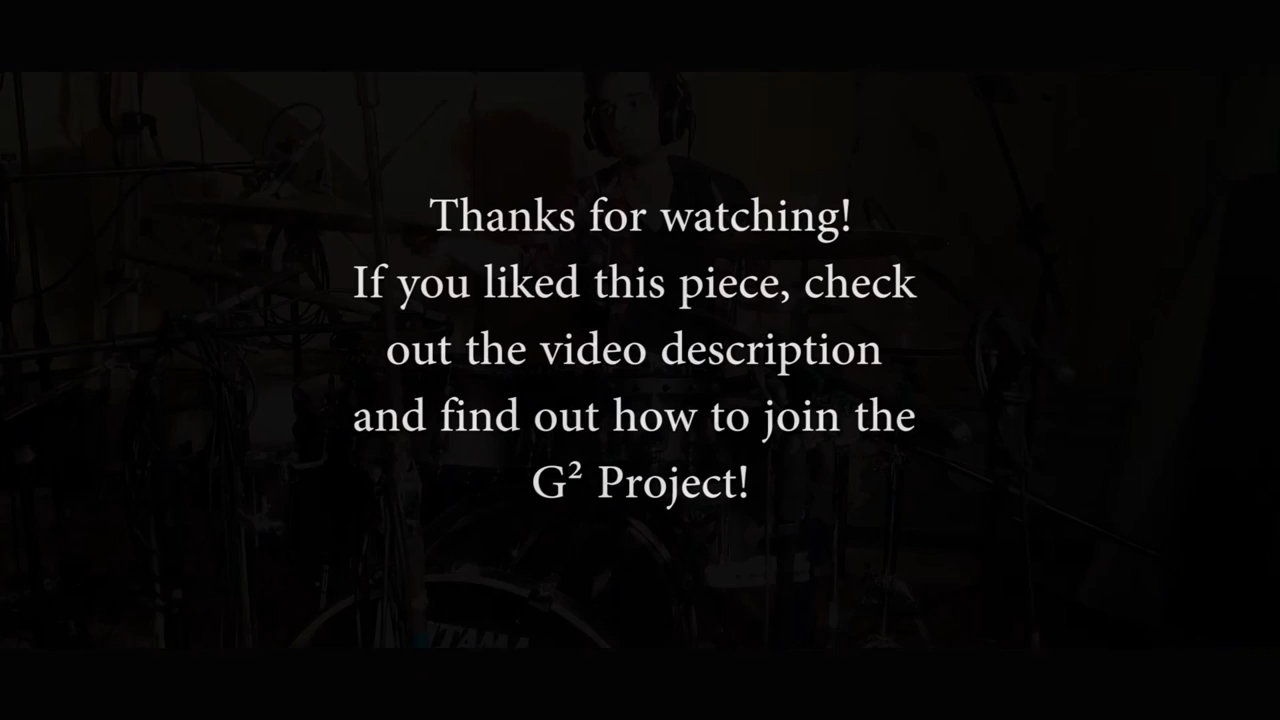 Thanks for watching!
If you liked this piece, check
out the video description
and find out how to join the
G² Project!
TAMA